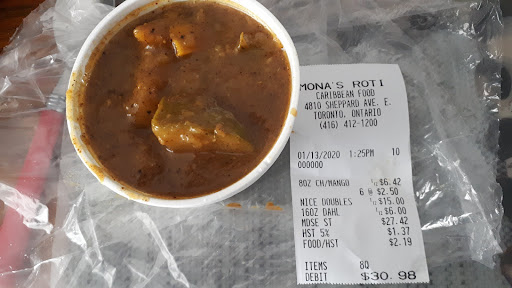 MONA'S ROTI
CARIBBEAN FOOD
4810 SHEPPARD AVE. E.
TORONTO, ONTARIO
(416) 412-1200
01/13/2020 1:25PM 10
000000
8OZ CH/MANGO $6.42
6 @ $2.50
NICE DOUBLES $15.00
16OZ DAHL $6.00
MDSE ST $27.42
HST 5% $1.37
FOOD/HST $2.19
ITEMS 8Q
DEBIT $30.98